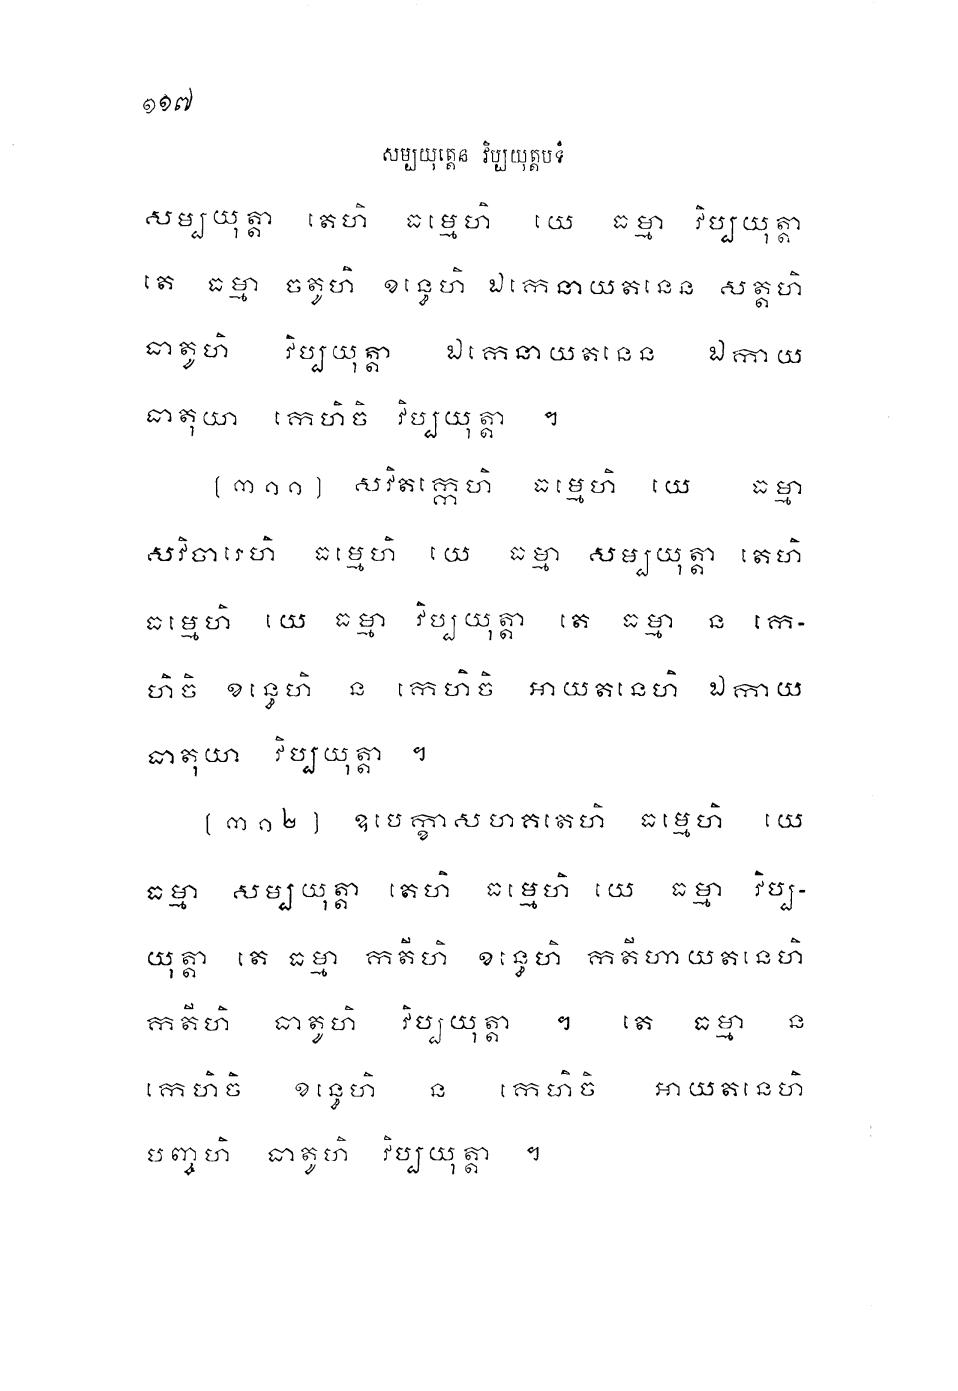 ១១៧
សម្បយុត្តេន វិប្បយុត្តបទំ
សម្បយុត្តា តេហិ ធម្មេហិ យេ ធម្មា វិប្បយុត្តា
តេ ធម្មា ចតូហិ ខន្ធេហិ ឯកេនាយតនេន សត្តហិ
ធាតូហិ វិប្បយុត្តា ឯកេនាយតនេន ឯកាយ
ធាតុយា កេហិចិ វិប្បយុត្តា ។
[៣១១] សវិតក្កេហិ ធម្មេហិ យេ ធម្មា
សវិចារេហិ ធម្មេហិ យេ ធម្មា សម្បយុត្តា តេហិ
ធម្មេហិ យេ ធម្មា វិប្បយុត្តា តេ ធម្មា ន កេ-
ហិចិ ខន្ធេហិ ន កេហិចិ អាយតនេហិ ឯកាយ
ធាតុយា វិប្បយុត្តា ។
[៣១២] ឧបេក្ខាសហគតេហិ ធម្មេហិ យេ
ធម្មា សម្បយុត្តា តេហិ ធម្មេហិ យេ ធម្មា វិប្ប-
យុត្តា តេ ធម្មា កតីហិ ខន្ធេហិ កតីហាយតនេហិ
កតីហិ ធាតូហិ វិប្បយុត្តា ។ តេ ធម្មា ន
កេហិចិ ខន្ធេហិ ន កេហិចិ អាយតនេហិ
បញ្ចហិ ធាតូហិ វិប្បយុត្តា ។